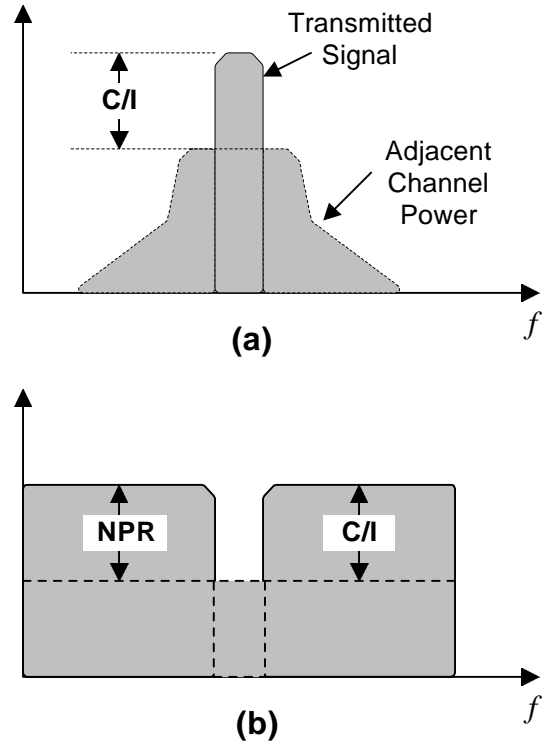 Transmitted
Signal
C/I
Adjacent
Channel
Power
f
(a)
NPR
C/I
f
(b)